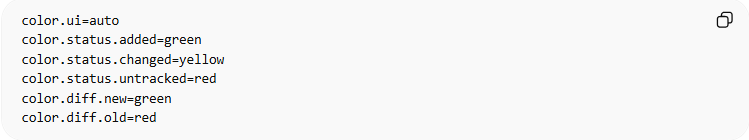 color.ui=auto
color.status.added=green
color.status.changed=yellow
color.status.untracked=red
color.diff.new=green
color.diff.old=red